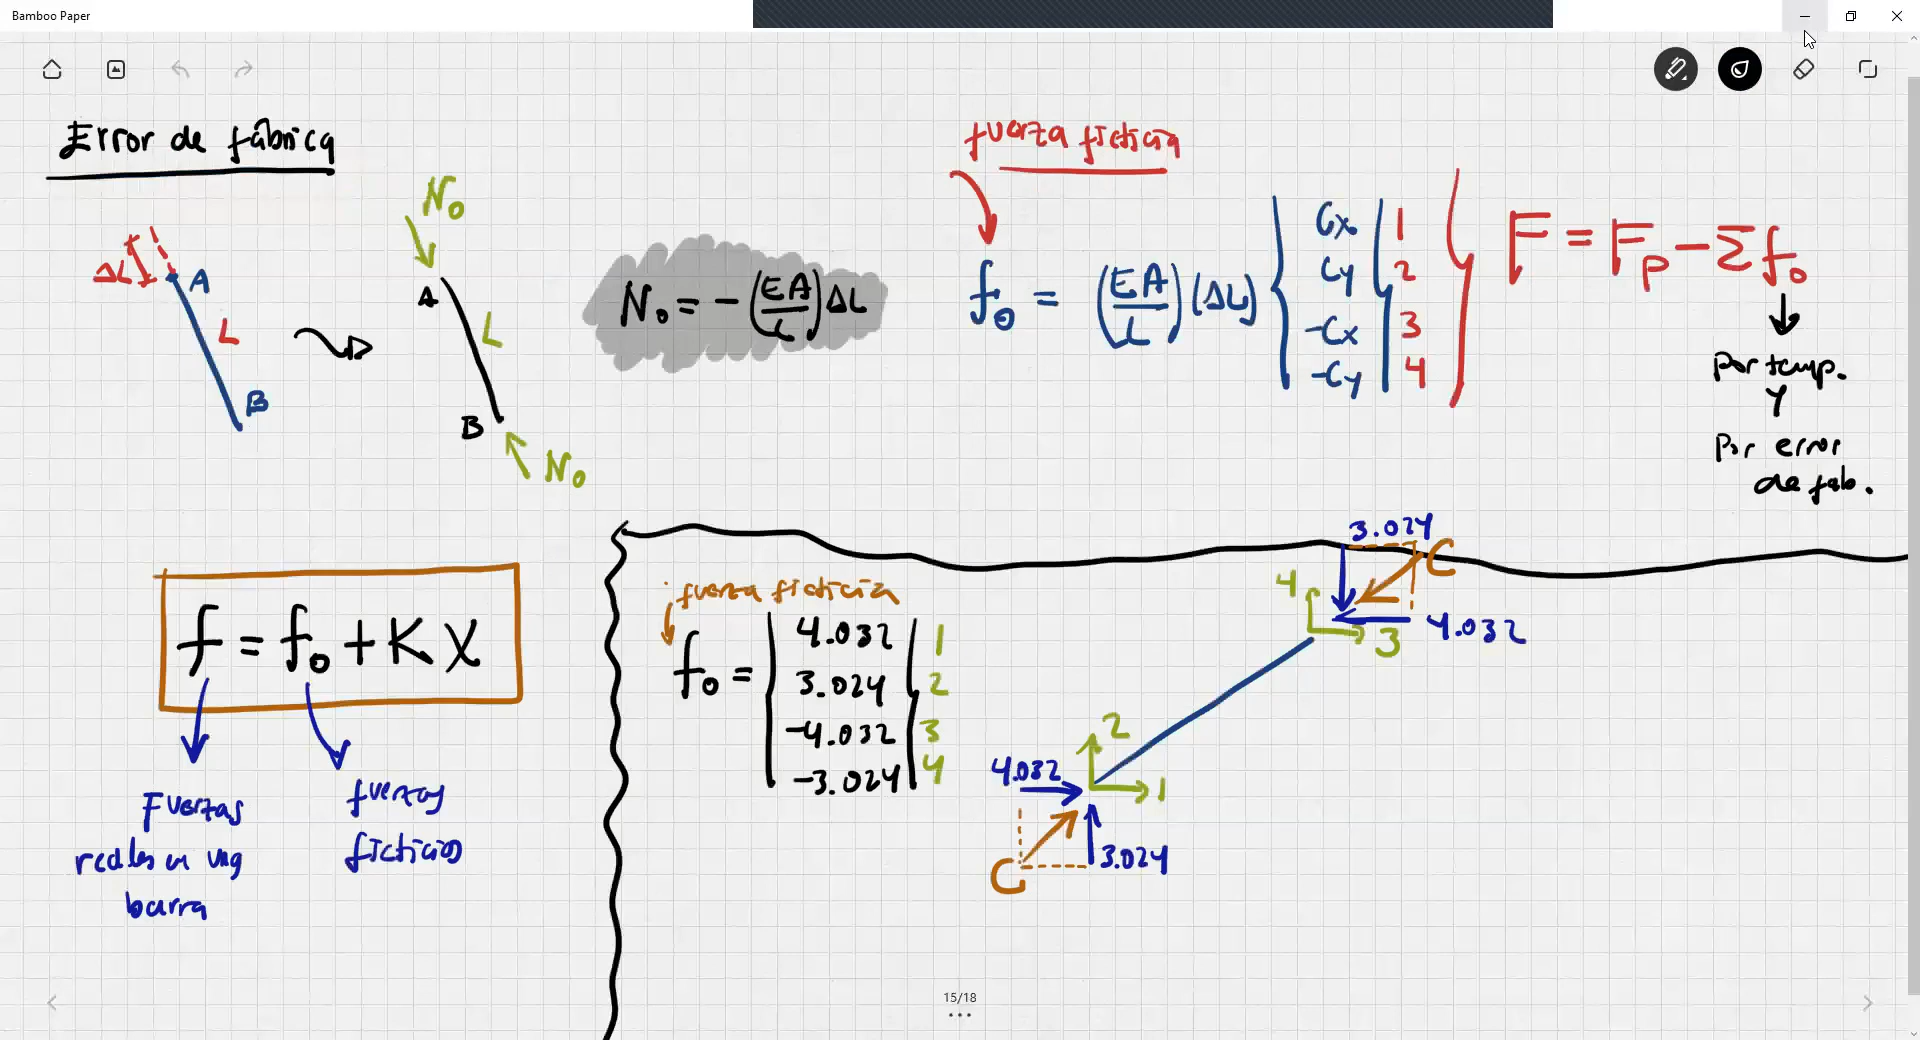 Bamboo Paper
Error de fábrica
fuerza ficticia
N₀
ΔL
A
L
B
A
L
B
N₀
N₀ = - (EA/L) ΔL
f₀ = (EA/L) (ΔL)
Cx 1
Cy 2
-Cx 3
-Cy 4
F = Fp - Σ f₀
Por temp.
y
Por error
de fab.
f = f₀ + K X
Fuerzas
reales en una
barra
fuerzas
ficticias
fuerza ficticia
f₀ =
4.032 1
3.024 2
-4.032 3
-3.024 4
3.024
C
4
3
4.032
2
1
4.032
C
3.024
15/18